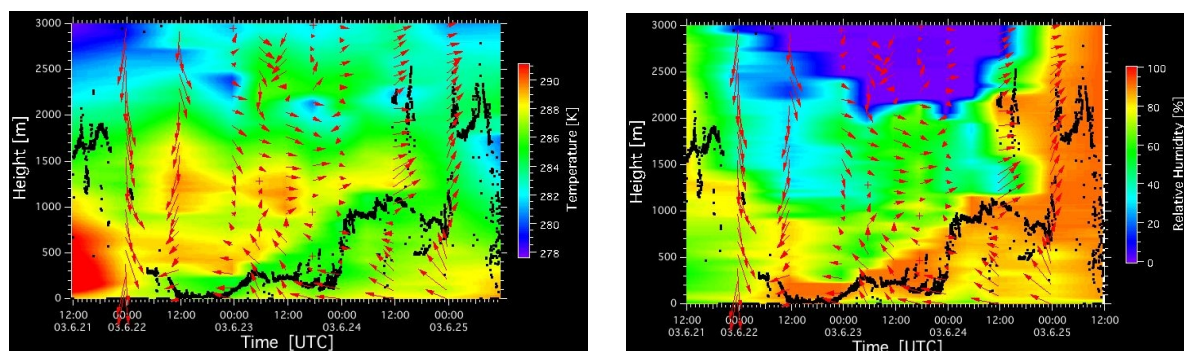 3000
2500
2000
1500
1000
500
0
Height [m]
12:00 00:00 12:00 00:00 12:00 00:00 12:00 00:00
03.6.21 03.6.22 03.6.23 03.6.24 03.6.25
Time [UTC]
290
288
286
284
282
280
278
Temperature [K]
3000
2500
2000
1500
1000
500
0
Height [m]
12:00 00:00 12:00 00:00 12:00 00:00 12:00 00:00 12:00
03.6.21 03.6.22 03.6.23 03.6.24 03.6.25
Time [UTC]
100
80
60
40
20
0
Relative Humidity [%]